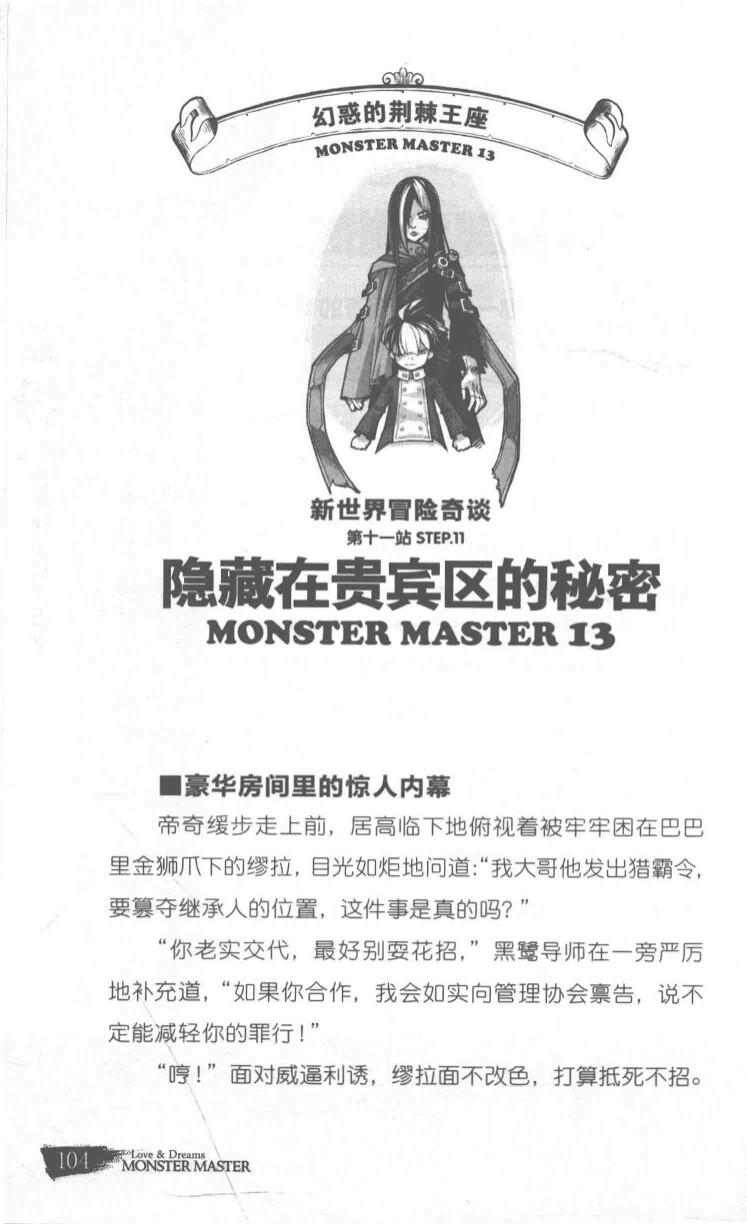 幻惑的荆棘王座
MONSTER MASTER 13
新世界冒险奇谈
第十一站 STEP.11
隐藏在贵宾区的秘密
MONSTER MASTER 13
■豪华房间里的惊人内幕
帝奇缓步走上前，居高临下地俯视着被牢牢困在巴巴
里金狮爪下的缪拉，目光如炬地问道：“我大哥他发出猎霸令，
要篡夺继承人的位置，这件事是真的吗？”
“你老实交代，最好别耍花招，”黑鹭导师在一旁严厉
地补充道，“如果你合作，我会如实向管理协会禀告，说不
定能减轻你的罪行！”
“哼！”面对威逼利诱，缪拉面不改色，打算抵死不招。
104
Love & Dreams
MONSTER MASTER